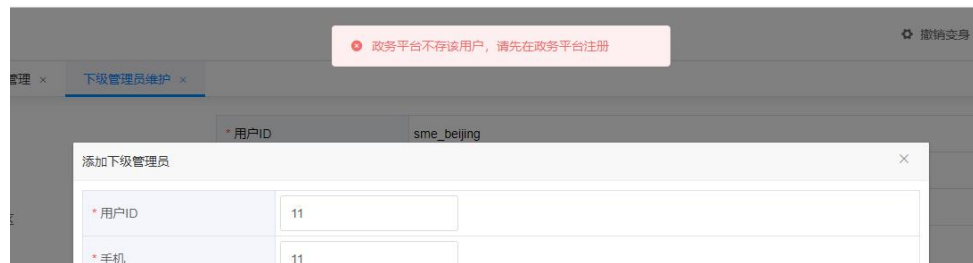 政务平台不存该用户，请先在政务平台注册
撤销变身
管理 × 下级管理员维护 ×
* 用户ID sme_beijing
添加下级管理员 ×
* 用户ID 11
* 手机 11